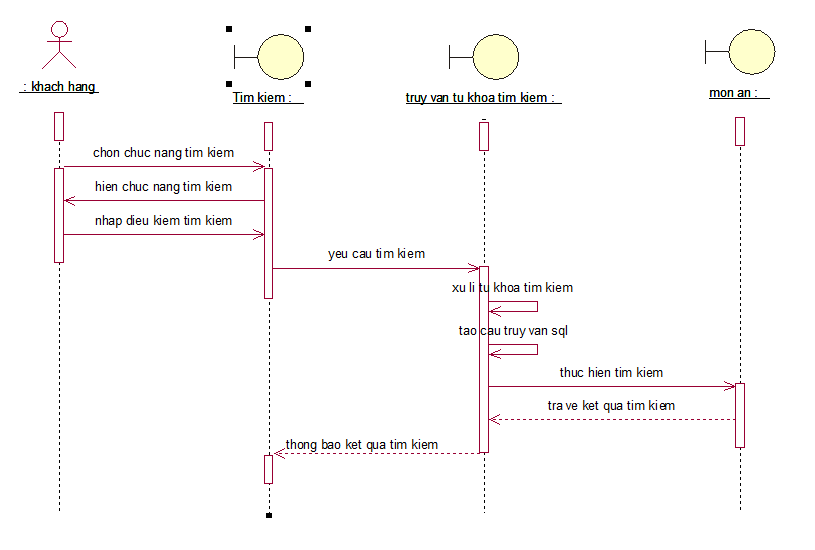 : khach hang
Tim kiem :
truy van tu khoa tim kiem :
mon an :
chon chuc nang tim kiem
hien chuc nang tim kiem
nhap dieu kiem tim kiem
yeu cau tim kiem
xu li tu khoa tim kiem
tao cau truy van sql
thuc hien tim kiem
tra ve ket qua tim kiem
thong bao ket qua tim kiem